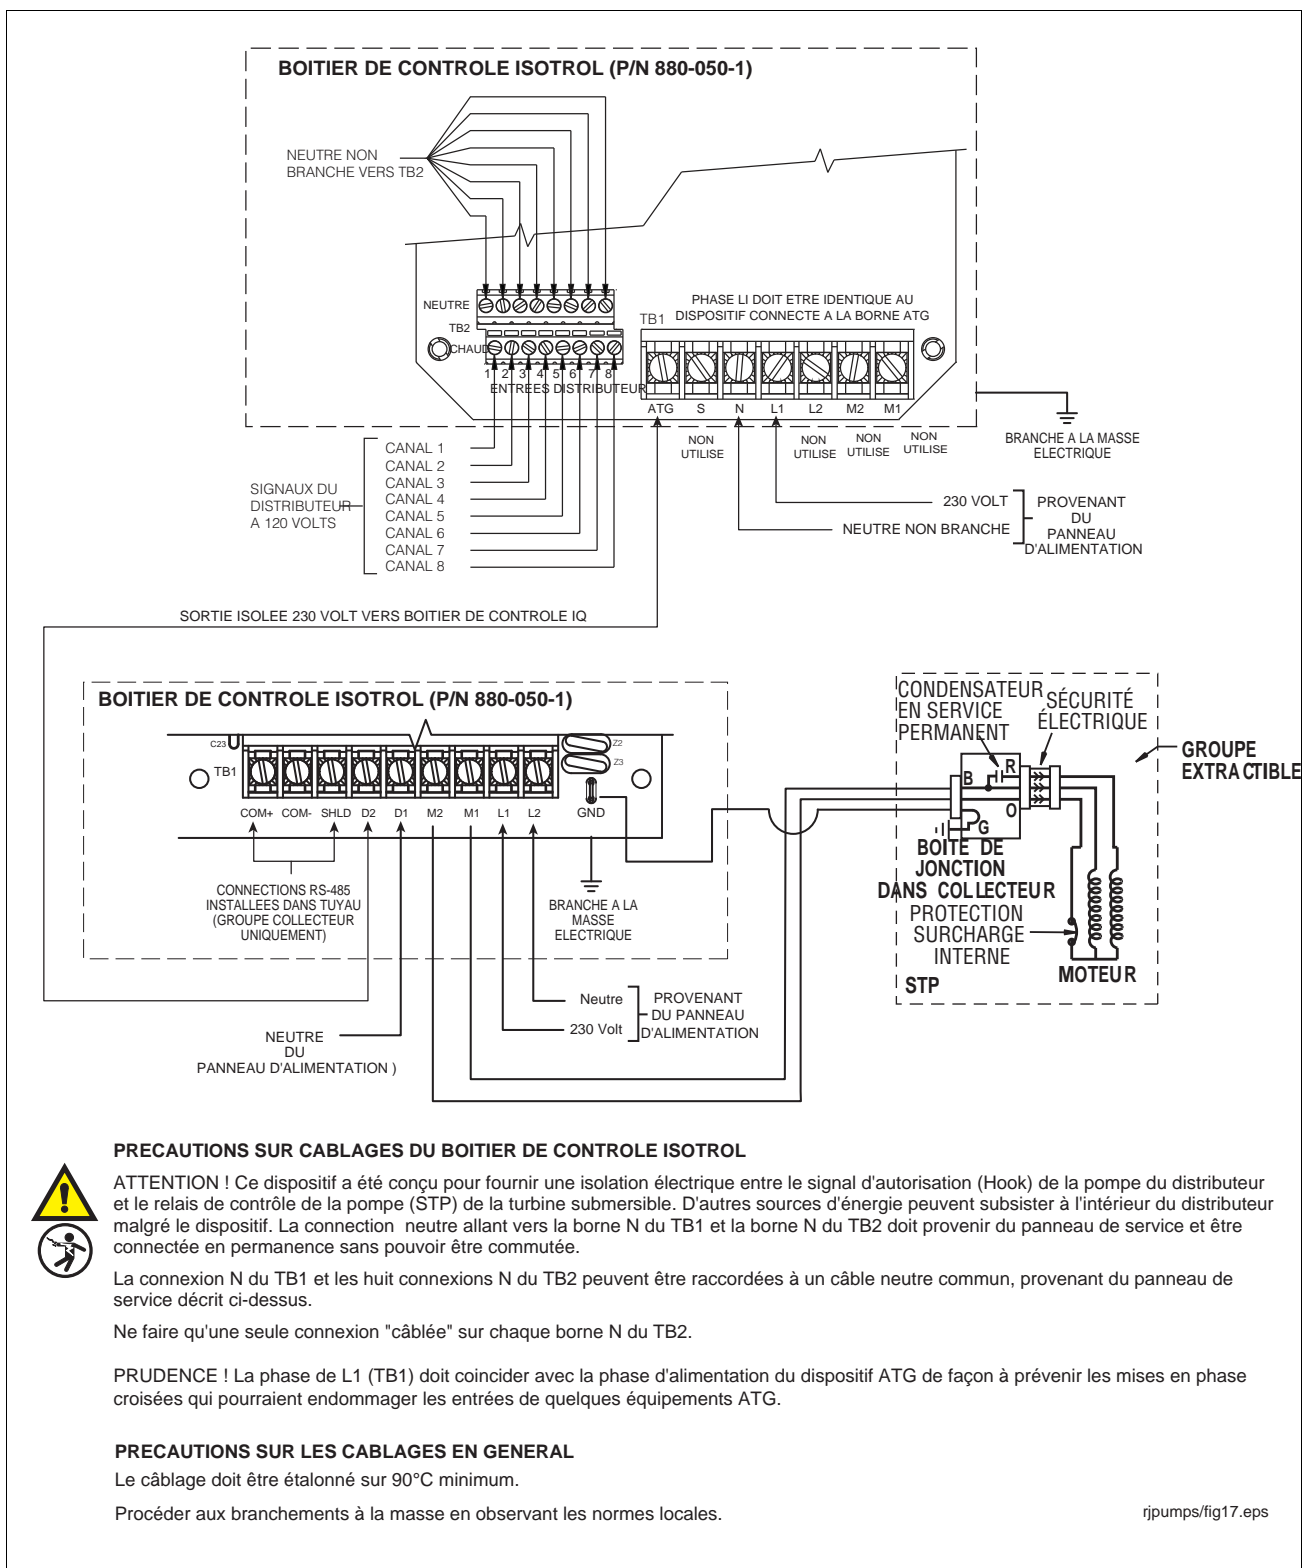 BOITIER DE CONTROLE ISOTROL (P/N 880-050-1)
NEUTRE NON
BRANCHE VERS TB2
NEUTRE
TB2
CHAUD
1 2 3 4 5 6 7 8
ENTREES DISTRIBUTEUR
PHASE LI DOIT ETRE IDENTIQUE AU
DISPOSITIF CONNECTE A LA BORNE ATG
TB1
ATG S N L1 L2 M2 M1
NON
UTILISE
NON
UTILISE
NON
UTILISE
NON
UTILISE
BRANCHE A LA MASSE
ELECTRIQUE
SIGNAUX DU
DISTRIBUTEUR
A 120 VOLTS
CANAL 1
CANAL 2
CANAL 3
CANAL 4
CANAL 5
CANAL 6
CANAL 7
CANAL 8
230 VOLT
NEUTRE NON BRANCHE
PROVENANT
DU
PANNEAU
D'ALIMENTATION
SORTIE ISOLEE 230 VOLT VERS BOITIER DE CONTROLE IQ
BOITIER DE CONTROLE ISOTROL (P/N 880-050-1)
C23
TB1
Z2
Z3
COM+ COM- SHLD D2 D1 M2 M1 L1 L2 GND
CONNECTIONS RS-485
INSTALLEES DANS TUYAU
(GROUPE COLLECTEUR
UNIQUEMENT)
BRANCHE A LA
MASSE
ELECTRIQUE
CONDENSATEUR
EN SERVICE
PERMANENT
SÉCURITÉ
ÉLECTRIQUE
GROUPE
EXTRACTIBLE
B
R
O
G
BOITE DE
JONCTION
DANS COLLECTEUR
PROTECTION
SURCHARGE
INTERNE
MOTEUR
STP
Neutre
230 Volt
PROVENANT
DU PANNEAU
D'ALIMENTATION
NEUTRE
DU
PANNEAU D'ALIMENTATION )
PRECAUTIONS SUR CABLAGES DU BOITIER DE CONTROLE ISOTROL
ATTENTION ! Ce dispositif a été conçu pour fournir une isolation électrique entre le signal d'autorisation (Hook) de la pompe du distributeur
et le relais de contrôle de la pompe (STP) de la turbine submersible. D'autres sources d'énergie peuvent subsister à l'intérieur du distributeur
malgré le dispositif. La connection neutre allant vers la borne N du TB1 et la borne N du TB2 doit provenir du panneau de service et être
connectée en permanence sans pouvoir être commutée.
La connexion N du TB1 et les huit connexions N du TB2 peuvent être raccordées à un câble neutre commun, provenant du panneau de
service décrit ci-dessus.
Ne faire qu'une seule connexion "câblée" sur chaque borne N du TB2.
PRUDENCE ! La phase de L1 (TB1) doit coincider avec la phase d'alimentation du dispositif ATG de façon à prévenir les mises en phase
croisées qui pourraient endommager les entrées de quelques équipements ATG.
PRECAUTIONS SUR LES CABLAGES EN GENERAL
Le câblage doit être étalonné sur 90°C minimum.
Procéder aux branchements à la masse en observant les normes locales.
rjpumps/fig17.eps